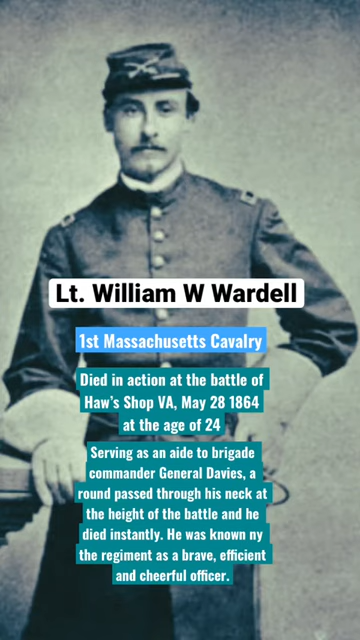 Lt. William W Wardell
1st Massachusetts Cavalry
Died in action at the battle of
Haw's Shop VA, May 28 1864
at the age of 24
Serving as an aide to brigade
commander General Davies, a
round passed through his neck at
the height of the battle and he
died instantly. He was known ny
the regiment as a brave, efficient
and cheerful officer.